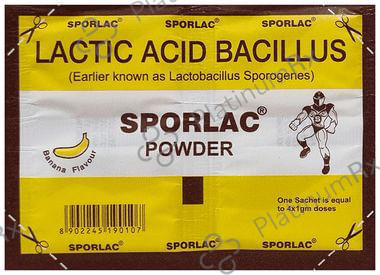 SPORLAC® SPORLAC® SPORLAC®
LACTIC ACID BACILLUS
(Earlier known as Lactobacillus Sporogenes)
SPORLAC®
POWDER
Banana Flavour
One Sachet is equal
to 4x1gm doses
8 902245 190107
SPORLAC® SPORLAC® SPORLAC®
PlatinumRx